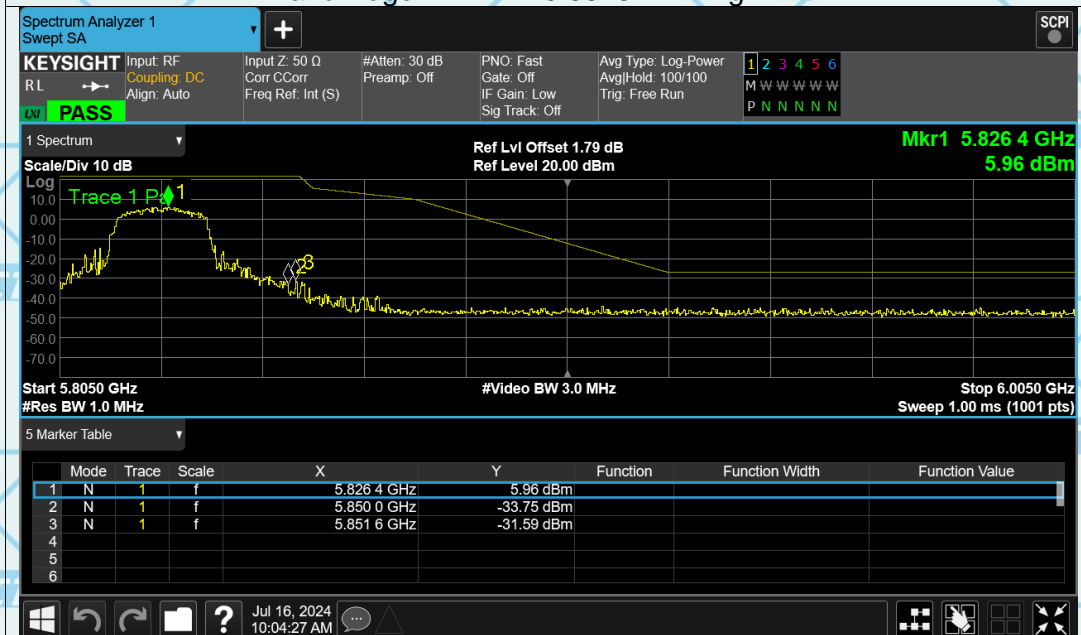 Spectrum Analyzer 1
Swept SA
+
SCPI
KEYSIGHT
R L
LXI PASS
Input: RF
Coupling: DC
Align: Auto
Input Z: 50 Ω
Corr CCorr
Freq Ref: Int (S)
#Atten: 30 dB
Preamp: Off
PNO: Fast
Gate: Off
IF Gain: Low
Sig Track: Off
Avg Type: Log-Power
Avg|Hold: 100/100
Trig: Free Run
1 2 3 4 5 6
M W W W W W
P N N N N N
1 Spectrum
Scale/Div 10 dB
Ref Lvl Offset 1.79 dB
Ref Level 20.00 dBm
Mkr1 5.826 4 GHz
5.96 dBm
Log
Trace 1 Pa
1
10.0
0.00
-10.0
-20.0
23
-30.0
-40.0
-50.0
-60.0
-70.0
Start 5.8050 GHz #Video BW 3.0 MHz Stop 6.0050 GHz
#Res BW 1.0 MHz Sweep 1.00 ms (1001 pts)
5 Marker Table
Mode Trace Scale X Y Function Function Width Function Value
1 N 1 f 5.826 4 GHz 5.96 dBm
2 N 1 f 5.850 0 GHz -33.75 dBm
3 N 1 f 5.851 6 GHz -31.59 dBm
4
5
6
?
Jul 16, 2024
10:04:27 AM